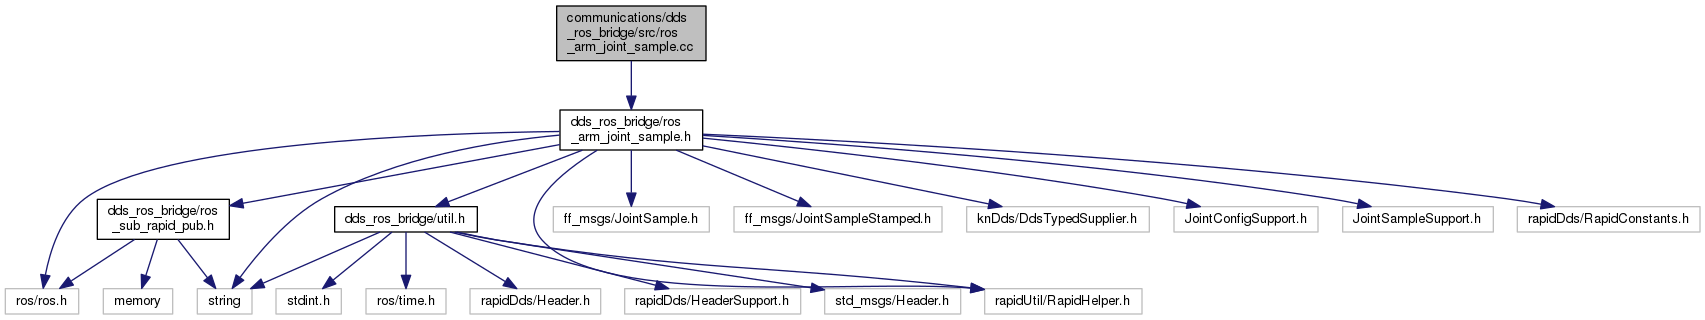 communications/dds
_ros_bridge/src/ros
_arm_joint_sample.cc
dds_ros_bridge/ros
_arm_joint_sample.h
dds_ros_bridge/ros
_sub_rapid_pub.h
dds_ros_bridge/util.h
ff_msgs/JointSample.h
ff_msgs/JointSampleStamped.h
knDds/DdsTypedSupplier.h
JointConfigSupport.h
JointSampleSupport.h
rapidDds/RapidConstants.h
ros/ros.h
memory
string
stdint.h
ros/time.h
rapidDds/Header.h
rapidDds/HeaderSupport.h
std_msgs/Header.h
rapidUtil/RapidHelper.h